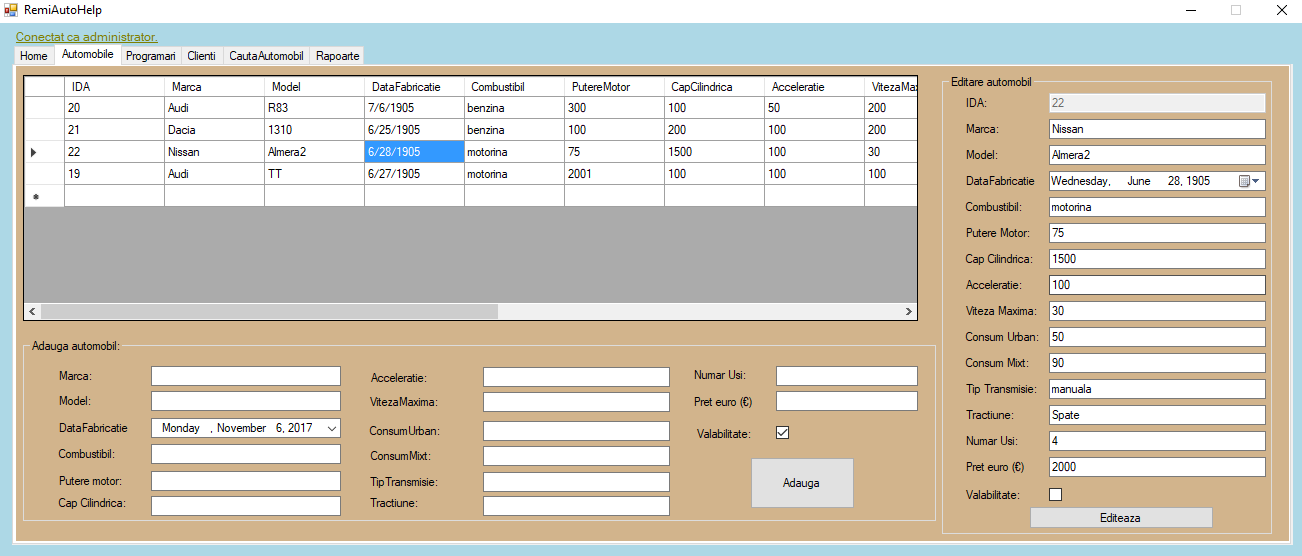 RemiAutoHelp
Conectat ca administrator.
Home Automobile Programari Clienti CautaAutomobil Rapoarte
IDA Marca Model DataFabricatie Combustibil PutereMotor CapCilindrica Acceleratie VitezaMax
20 Audi R83 7/6/1905 benzina 300 100 50 200
21 Dacia 1310 6/25/1905 benzina 100 200 100 200
22 Nissan Almera2 6/28/1905 motorina 75 1500 100 30
19 Audi TT 6/27/1905 motorina 2001 100 100 100
Adauga automobil:
Marca:
Model:
DataFabricatie Monday , November 6, 2017
Combustibil:
Putere motor:
Cap Cilindrica:
Acceleratie:
VitezaMaxima:
ConsumUrban:
ConsumMixt:
TipTransmisie:
Tractiune:
Numar Usi:
Pret euro (€)
Valabilitate:
Adauga
Editare automobil
IDA: 22
Marca: Nissan
Model: Almera2
DataFabricatie Wednesday, June 28, 1905
Combustibil: motorina
Putere Motor: 75
Cap Cilindrica: 1500
Acceleratie: 100
Viteza Maxima: 30
Consum Urban: 50
Consum Mixt: 90
Tip Transmisie: manuala
Tractiune: Spate
Numar Usi: 4
Pret euro (€) 2000
Valabilitate:
Editeaza